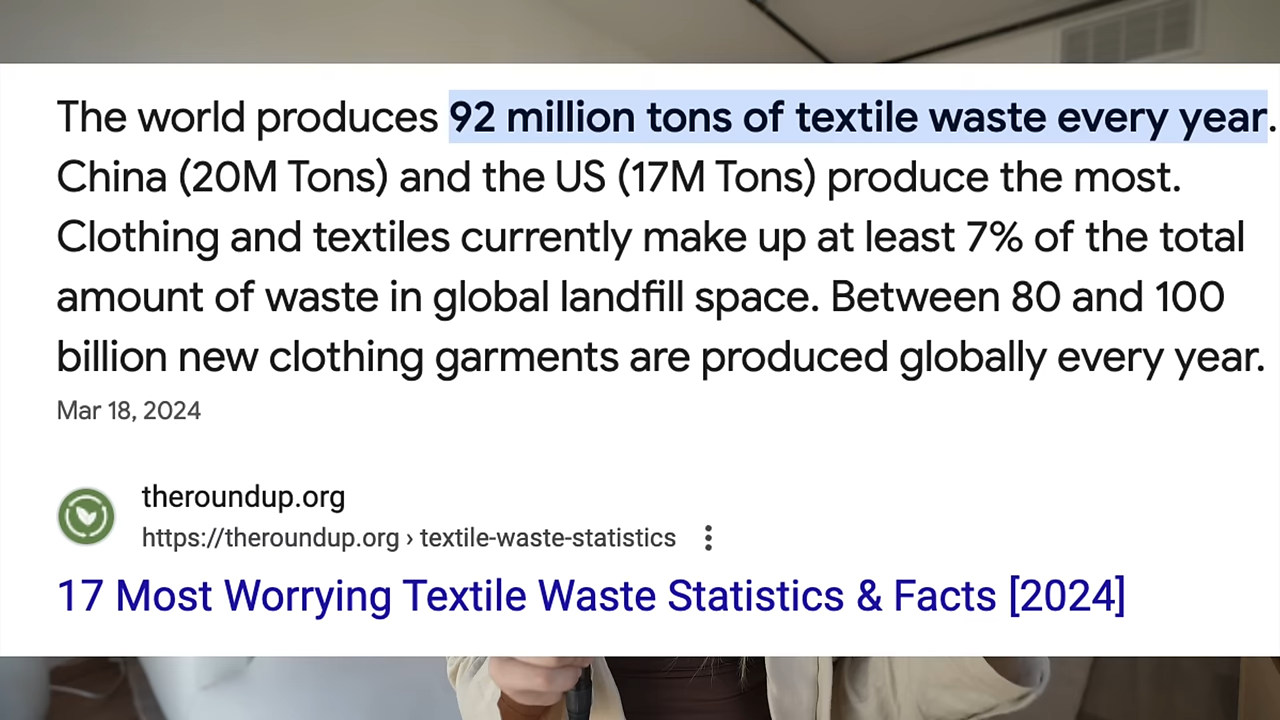 The world produces 92 million tons of textile waste every year.
China (20M Tons) and the US (17M Tons) produce the most.
Clothing and textiles currently make up at least 7% of the total
amount of waste in global landfill space. Between 80 and 100
billion new clothing garments are produced globally every year.
Mar 18, 2024
theroundup.org
https://theroundup.org › textile-waste-statistics
17 Most Worrying Textile Waste Statistics & Facts [2024]